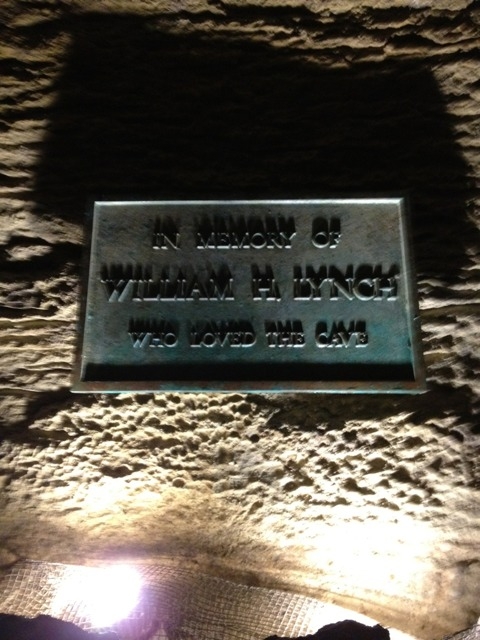 IN MEMORY OF
WILLIAM H. LYNCH
WHO LOVED THE CAVE